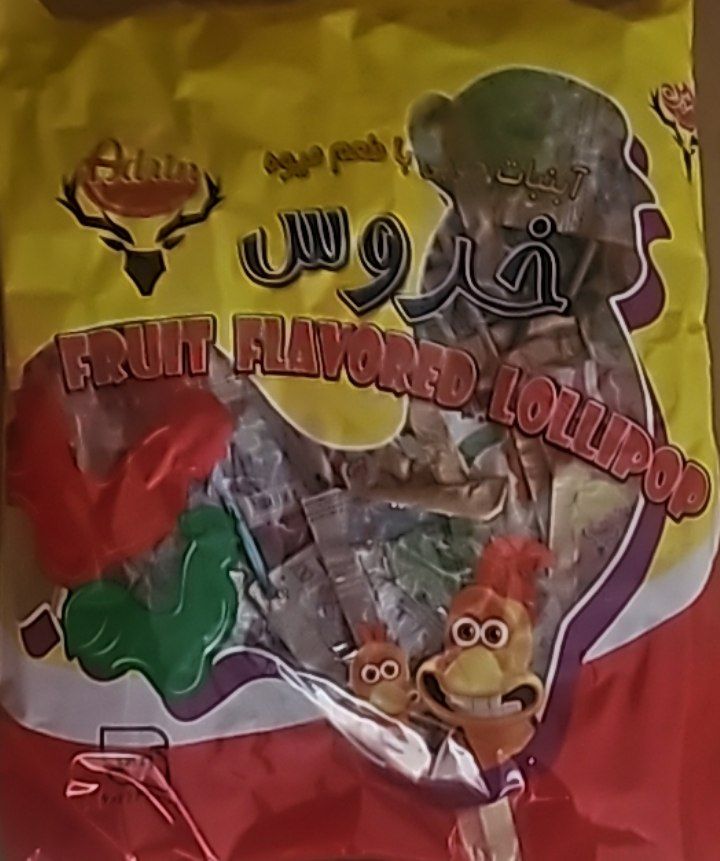 Adrin
آبنبات با طعم میوه
خروس
FRUIT FLAVORED LOLLIPOP